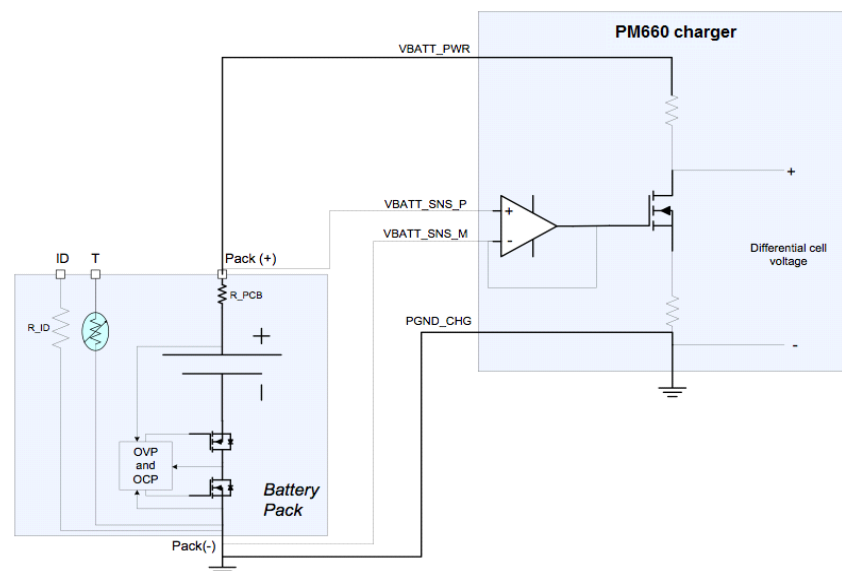 PM660 charger
VBATT_PWR
+
VBATT_SNS_P
+
VBATT_SNS_M
-
Differential cell
voltage
ID
T
Pack (+)
R_PCB
R_ID
PGND_CHG
+
-
OVP
and
OCP
Battery
Pack
Pack(-)